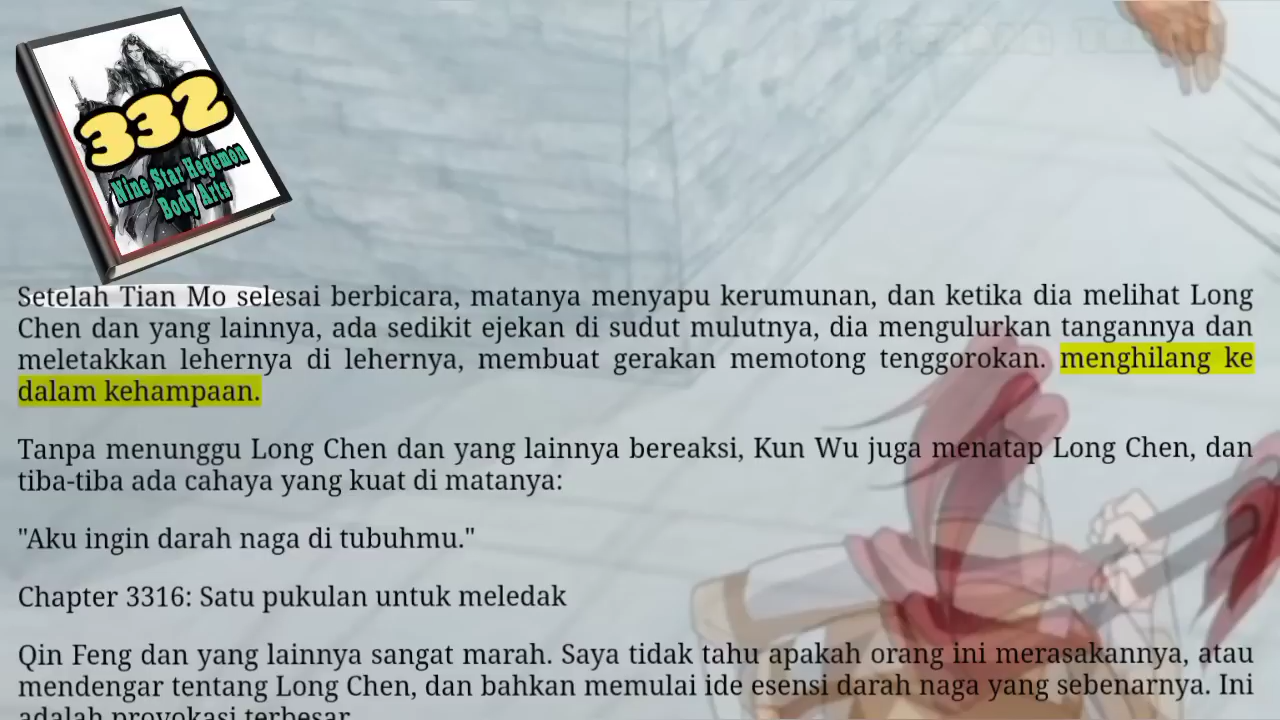 332
Nine Star Hegemon
Body Arts
Setelah Tian Mo selesai berbicara, matanya menyapu kerumunan, dan ketika dia melihat Long
Chen dan yang lainnya, ada sedikit ejekan di sudut mulutnya, dia mengulurkan tangannya dan
meletakkan lehernya di lehernya, membuat gerakan memotong tenggorokan. menghilang ke
dalam kehampaan.
Tanpa menunggu Long Chen dan yang lainnya bereaksi, Kun Wu juga menatap Long Chen, dan
tiba-tiba ada cahaya yang kuat di matanya:
"Aku ingin darah naga di tubuhmu."
Chapter 3316: Satu pukulan untuk meledak
Qin Feng dan yang lainnya sangat marah. Saya tidak tahu apakah orang ini merasakannya, atau
mendengar tentang Long Chen, dan bahkan memulai ide esensi darah naga yang sebenarnya. Ini
adalah provokasi terbesar.